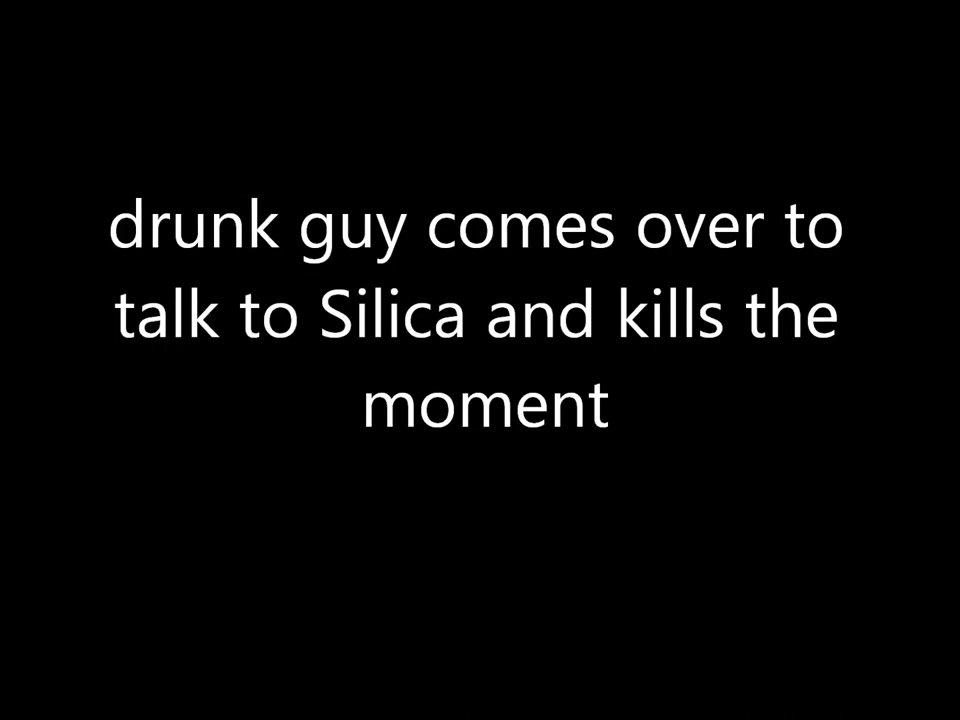 drunk guy comes over to
talk to Silica and kills the
moment